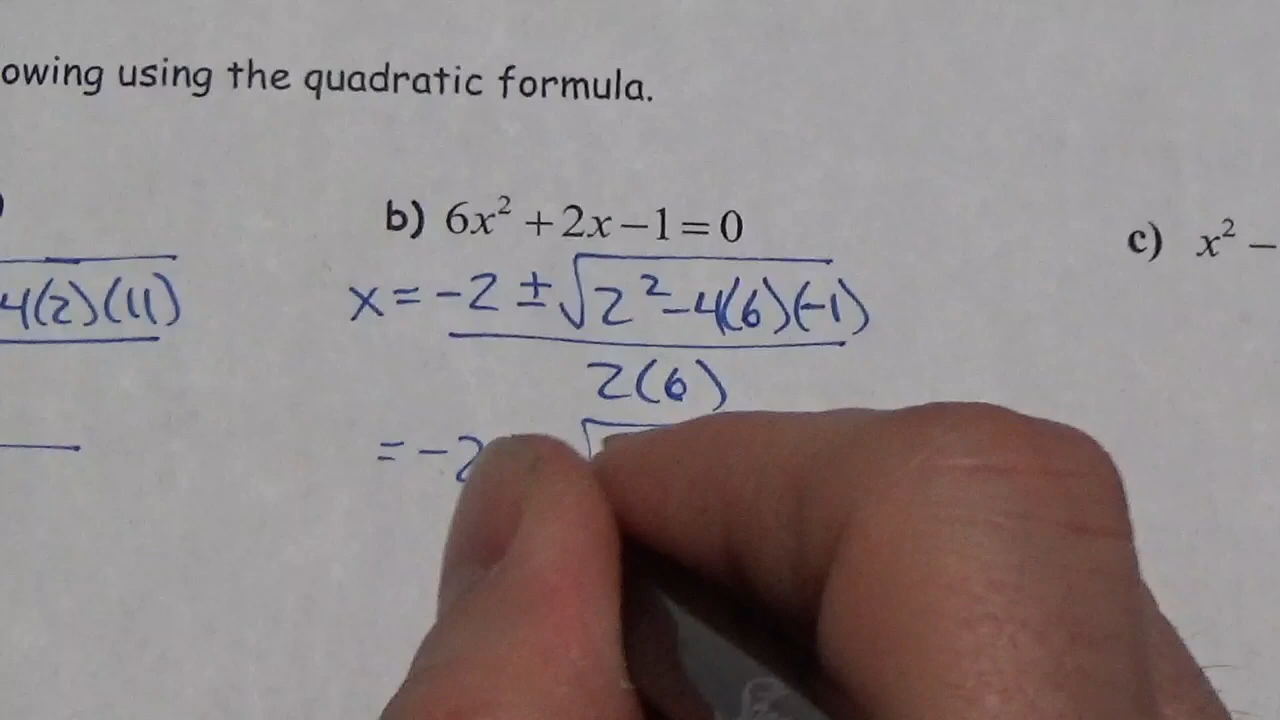 owing using the quadratic formula.
b) 6x² + 2x − 1 = 0
c) x² −
4(2)(11)
x = -2 ± √2² - 4(6)(-1)
2(6)
= -2 √